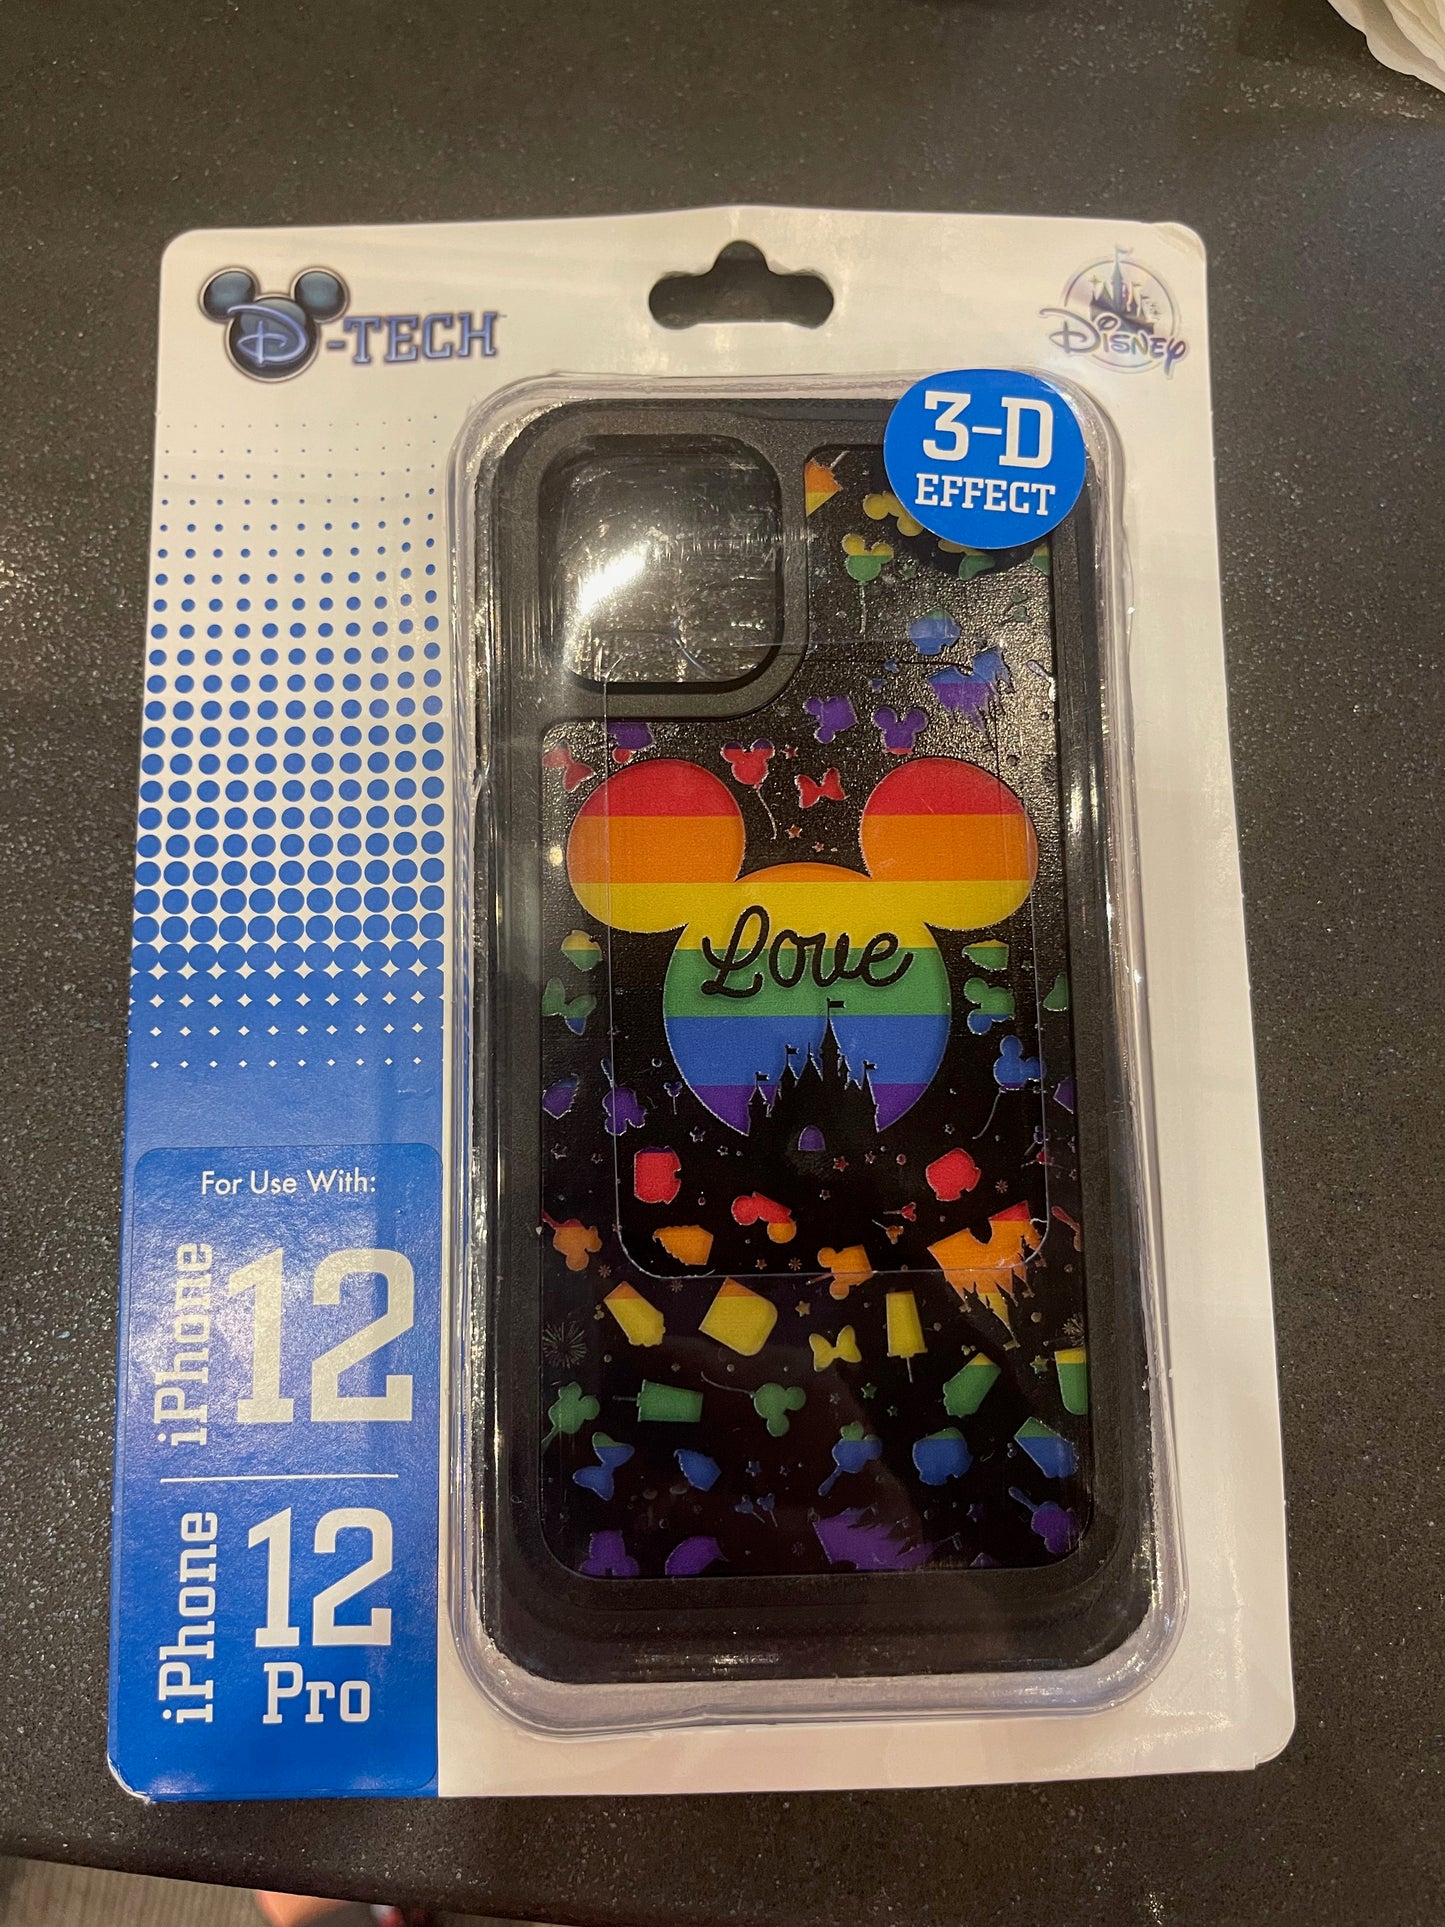 D-TECH
Disney
3-D
EFFECT
Love
For Use With:
iPhone 12
iPhone 12
Pro